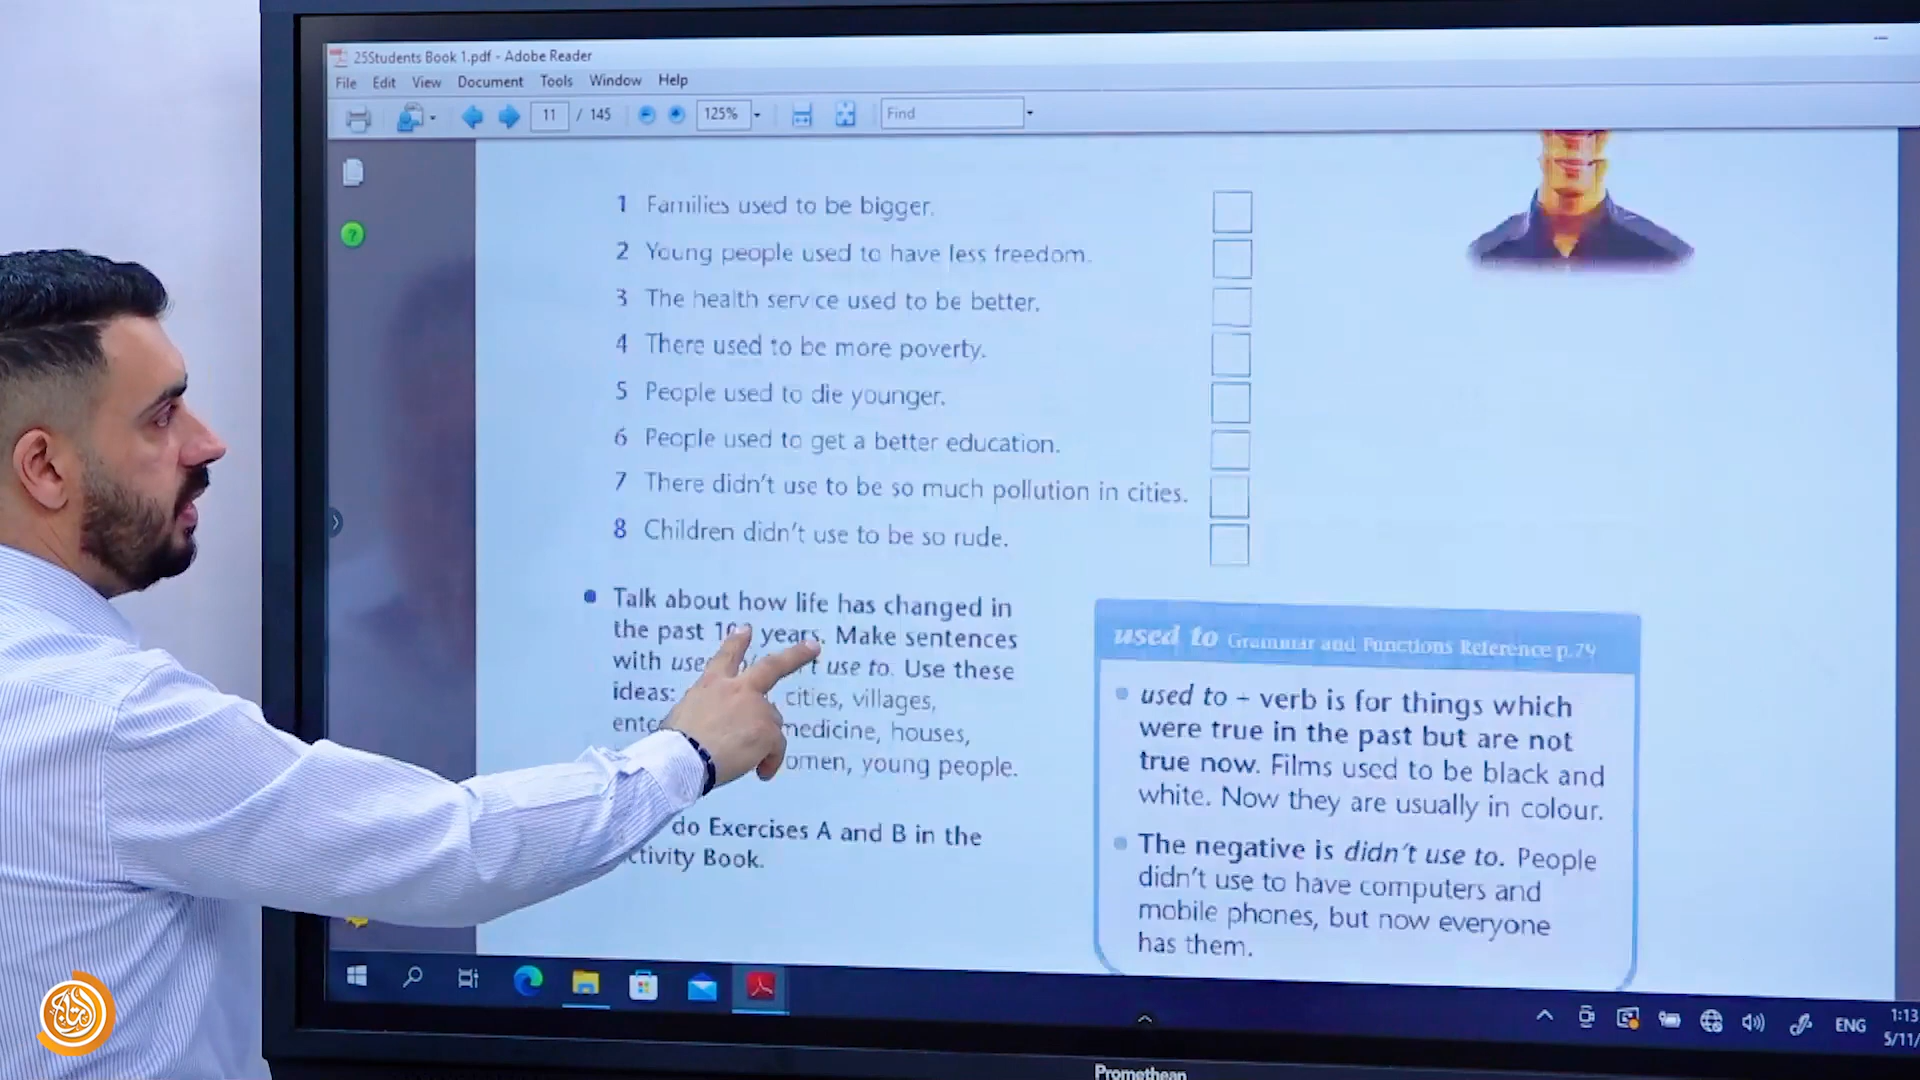 25Students Book 1.pdf - Adobe Reader
File Edit View Document Tools Window Help
11 / 145 125% Find
1 Families used to be bigger.
2 Young people used to have less freedom.
3 The health service used to be better.
4 There used to be more poverty.
5 People used to die younger.
6 People used to get a better education.
7 There didn't use to be so much pollution in cities.
8 Children didn't use to be so rude.
Talk about how life has changed in
the past years. Make sentences
with use to. Use these
ideas: cities, villages,
medicine, houses,
young people.
do Exercises A and B in the
Book.
used to Grammar and Functions Reference p.79
used to + verb is for things which
were true in the past but are not
true now. Films used to be black and
white. Now they are usually in colour.
The negative is didn't use to. People
didn't use to have computers and
mobile phones, but now everyone
has them.
ENG
1:13
5/11/
Promethean